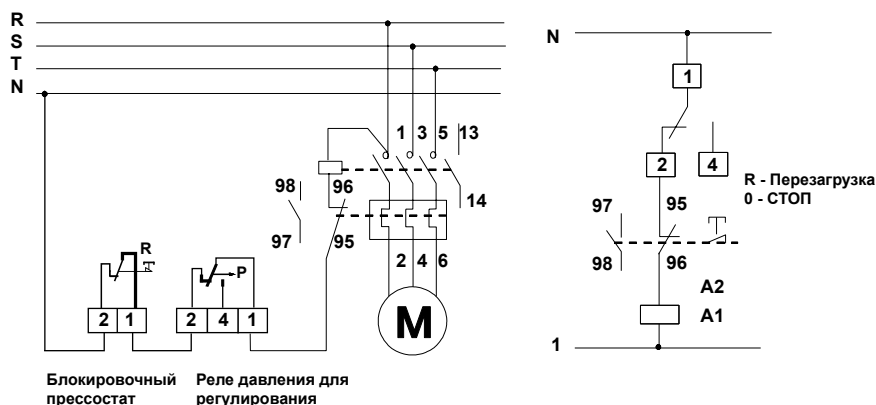 R
S
T
N
1 3 5 13
98 96
14
97 95
2 4 6
R
P
2 1 2 4 1
M
Блокировочный прессостат
Реле давления для регулирования
N
1
2 4
R - Перезагрузка
0 - СТОП
97 95
98 96
A2
A1
1